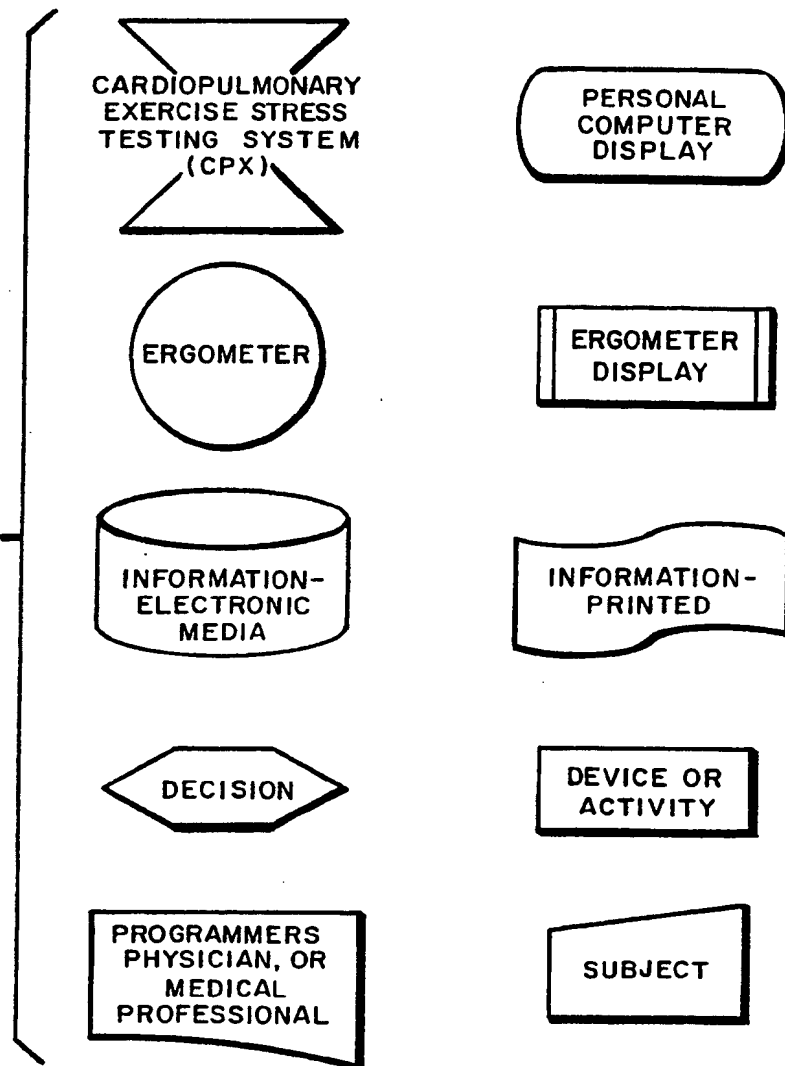 CARDIOPULMONARY
EXERCISE STRESS
TESTING SYSTEM
(CPX)
PERSONAL
COMPUTER
DISPLAY
ERGOMETER
ERGOMETER
DISPLAY
INFORMATION-
ELECTRONIC
MEDIA
INFORMATION-
PRINTED
DECISION
DEVICE OR
ACTIVITY
PROGRAMMERS
PHYSICIAN, OR
MEDICAL
PROFESSIONAL
SUBJECT